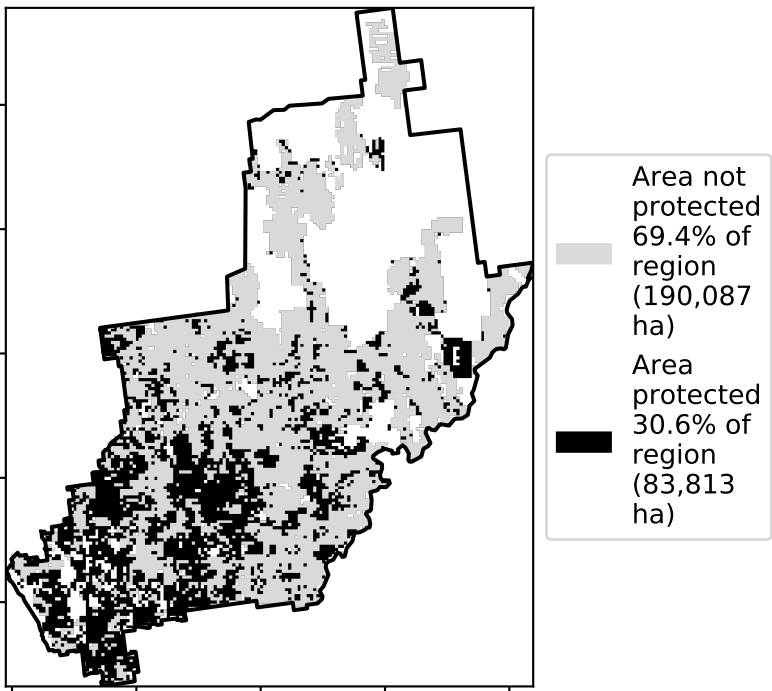 Area not
protected
69.4% of
region
(190,087
ha)
Area
protected
30.6% of
region
(83,813
ha)